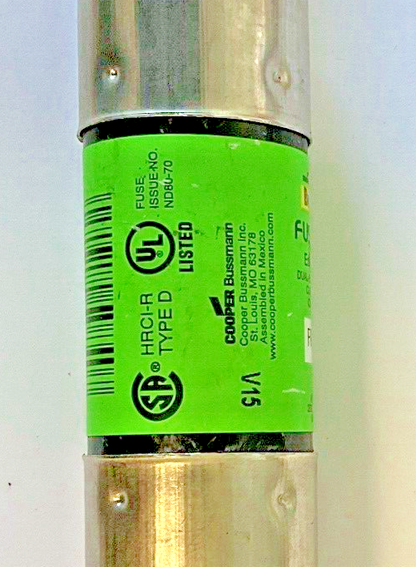 FUSE
ISSUE NO.
ND80-70
UL
LISTED
SA ®
HRCI-R
TYPE D
COOPER Bussmann
Cooper Bussmann Inc.
St. Louis, MO 63178
Assembled in Mexico
www.cooperbussmann.com
V15